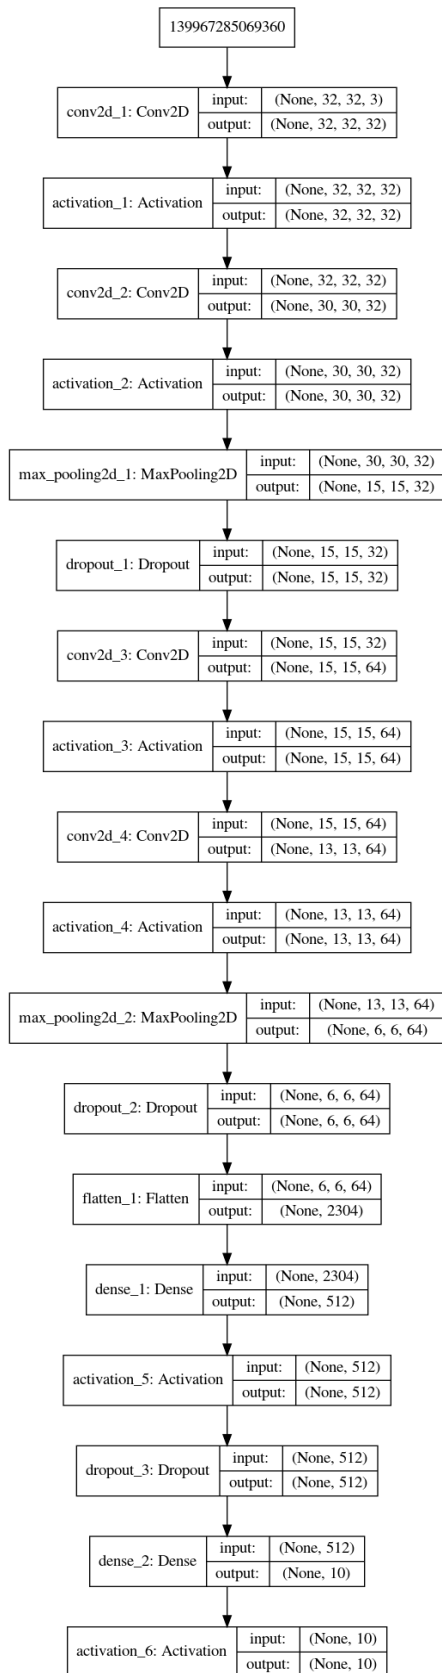 139967285069360
conv2d_1: Conv2D
input: (None, 32, 32, 3)
output: (None, 32, 32, 32)
activation_1: Activation
input: (None, 32, 32, 32)
output: (None, 32, 32, 32)
conv2d_2: Conv2D
input: (None, 32, 32, 32)
output: (None, 30, 30, 32)
activation_2: Activation
input: (None, 30, 30, 32)
output: (None, 30, 30, 32)
max_pooling2d_1: MaxPooling2D
input: (None, 30, 30, 32)
output: (None, 15, 15, 32)
dropout_1: Dropout
input: (None, 15, 15, 32)
output: (None, 15, 15, 32)
conv2d_3: Conv2D
input: (None, 15, 15, 32)
output: (None, 15, 15, 64)
activation_3: Activation
input: (None, 15, 15, 64)
output: (None, 15, 15, 64)
conv2d_4: Conv2D
input: (None, 15, 15, 64)
output: (None, 13, 13, 64)
activation_4: Activation
input: (None, 13, 13, 64)
output: (None, 13, 13, 64)
max_pooling2d_2: MaxPooling2D
input: (None, 13, 13, 64)
output: (None, 6, 6, 64)
dropout_2: Dropout
input: (None, 6, 6, 64)
output: (None, 6, 6, 64)
flatten_1: Flatten
input: (None, 6, 6, 64)
output: (None, 2304)
dense_1: Dense
input: (None, 2304)
output: (None, 512)
activation_5: Activation
input: (None, 512)
output: (None, 512)
dropout_3: Dropout
input: (None, 512)
output: (None, 512)
dense_2: Dense
input: (None, 512)
output: (None, 10)
activation_6: Activation
input: (None, 10)
output: (None, 10)